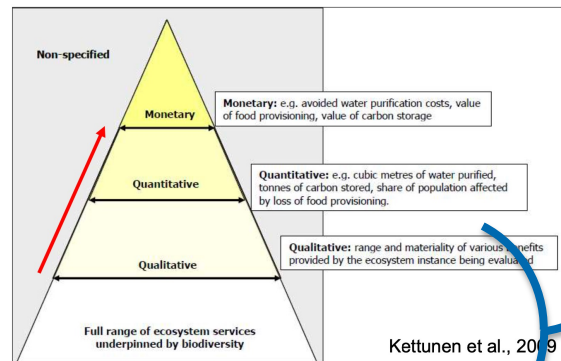 Non-specified
Monetary
Monetary: e.g. avoided water purification costs, value
of food provisioning, value of carbon storage
Quantitative
Quantitative: e.g. cubic metres of water purified,
tonnes of carbon stored, share of population affected
by loss of food provisioning.
Qualitative
Qualitative: range and materiality of various benefits
provided by the ecosystem instance being evaluated
Full range of ecosystem services
underpinned by biodiversity
Kettunen et al., 2009